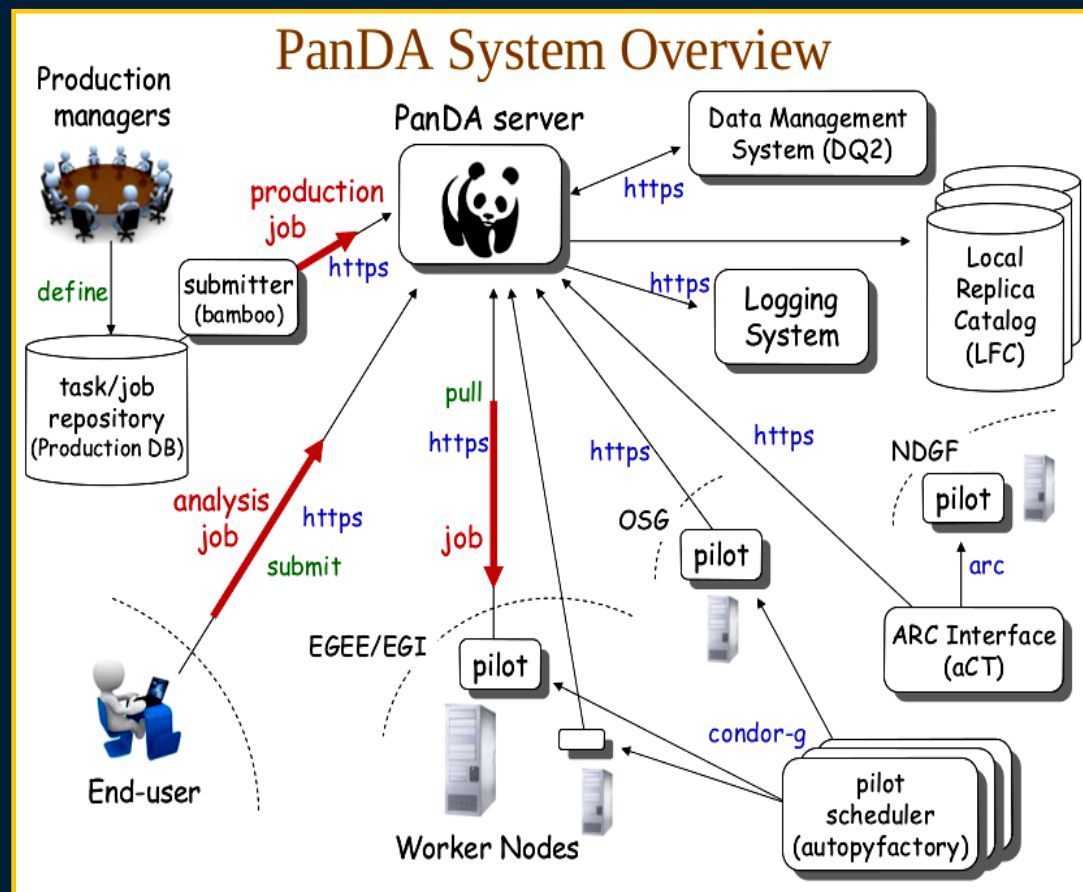 PanDA System Overview
Production
managers
PanDA server
Data Management
System (DQ2)
https
production
job
https
define
submitter
(bamboo)
https
Logging
System
Local
Replica
Catalog
(LFC)
task/job
repository
(Production DB)
pull
https
https
https
NDGF
pilot
analysis
job
https
submit
job
OSG
pilot
arc
EGEE/EGI
pilot
ARC Interface
(aCT)
condor-g
End-user
Worker Nodes
pilot
scheduler
(autopyfactory)